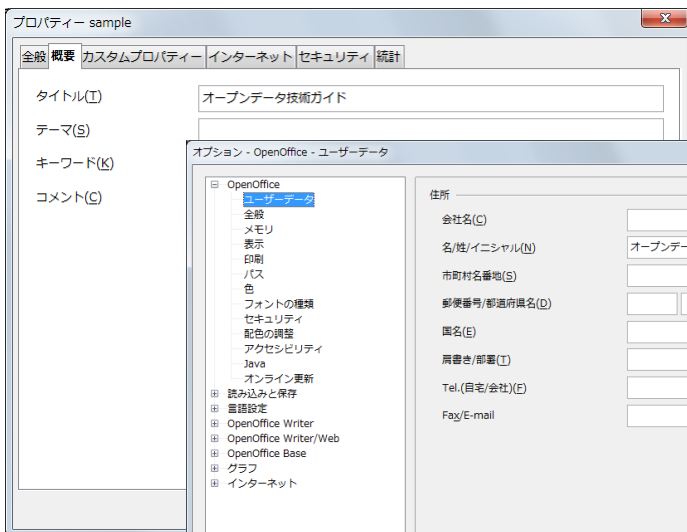 プロパティー sample
全般 概要 カスタムプロパティー インターネット セキュリティ 統計
タイトル(T) オープンデータ技術ガイド
テーマ(S)
キーワード(K)
コメント(C)
オプション - OpenOffice - ユーザーデータ
OpenOffice
ユーザーデータ
全般
メモリ
表示
印刷
パス
色
フォントの種類
セキュリティ
配色の調整
アクセシビリティ
Java
オンライン更新
読み込みと保存
言語設定
OpenOffice Writer
OpenOffice Writer/Web
OpenOffice Base
グラフ
インターネット
住所
会社名(C)
名/姓/イニシャル(N) オープンデー
市町村名番地(S)
郵便番号/都道府県名(D)
国名(E)
肩書き/部署(T)
Tel.(自宅/会社)(F)
Fax/E-mail